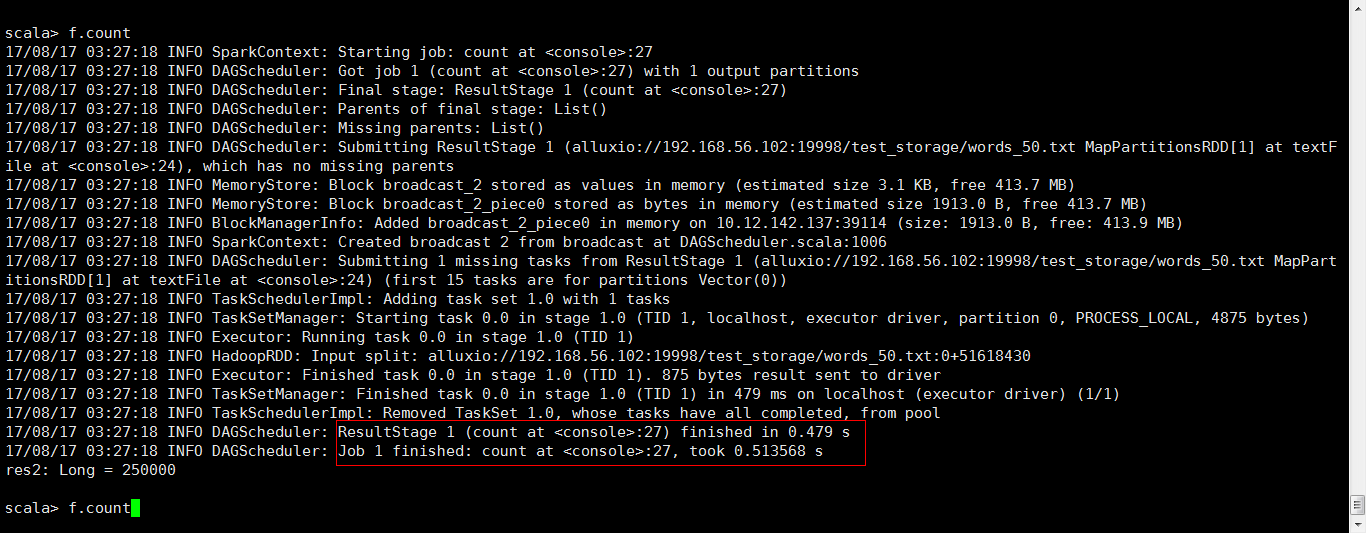 scala> f.count
17/08/17 03:27:18 INFO SparkContext: Starting job: count at <console>:27
17/08/17 03:27:18 INFO DAGScheduler: Got job 1 (count at <console>:27) with 1 output partitions
17/08/17 03:27:18 INFO DAGScheduler: Final stage: ResultStage 1 (count at <console>:27)
17/08/17 03:27:18 INFO DAGScheduler: Parents of final stage: List()
17/08/17 03:27:18 INFO DAGScheduler: Missing parents: List()
17/08/17 03:27:18 INFO DAGScheduler: Submitting ResultStage 1 (alluxio://192.168.56.102:19998/test_storage/words_50.txt MapPartitionsRDD[1] at textF
ile at <console>:24), which has no missing parents
17/08/17 03:27:18 INFO MemoryStore: Block broadcast_2 stored as values in memory (estimated size 3.1 KB, free 413.7 MB)
17/08/17 03:27:18 INFO MemoryStore: Block broadcast_2_piece0 stored as bytes in memory (estimated size 1913.0 B, free 413.7 MB)
17/08/17 03:27:18 INFO BlockManagerInfo: Added broadcast_2_piece0 in memory on 10.12.142.137:39114 (size: 1913.0 B, free: 413.9 MB)
17/08/17 03:27:18 INFO SparkContext: Created broadcast 2 from broadcast at DAGScheduler.scala:1006
17/08/17 03:27:18 INFO DAGScheduler: Submitting 1 missing tasks from ResultStage 1 (alluxio://192.168.56.102:19998/test_storage/words_50.txt MapPart
itionsRDD[1] at textFile at <console>:24) (first 15 tasks are for partitions Vector(0))
17/08/17 03:27:18 INFO TaskSchedulerImpl: Adding task set 1.0 with 1 tasks
17/08/17 03:27:18 INFO TaskSetManager: Starting task 0.0 in stage 1.0 (TID 1, localhost, executor driver, partition 0, PROCESS_LOCAL, 4875 bytes)
17/08/17 03:27:18 INFO Executor: Running task 0.0 in stage 1.0 (TID 1)
17/08/17 03:27:18 INFO HadoopRDD: Input split: alluxio://192.168.56.102:19998/test_storage/words_50.txt:0+51618430
17/08/17 03:27:18 INFO Executor: Finished task 0.0 in stage 1.0 (TID 1). 875 bytes result sent to driver
17/08/17 03:27:18 INFO TaskSetManager: Finished task 0.0 in stage 1.0 (TID 1) in 479 ms on localhost (executor driver) (1/1)
17/08/17 03:27:18 INFO TaskSchedulerImpl: Removed TaskSet 1.0, whose tasks have all completed, from pool
17/08/17 03:27:18 INFO DAGScheduler: ResultStage 1 (count at <console>:27) finished in 0.479 s
17/08/17 03:27:18 INFO DAGScheduler: Job 1 finished: count at <console>:27, took 0.513568 s
res2: Long = 250000
scala> f.count